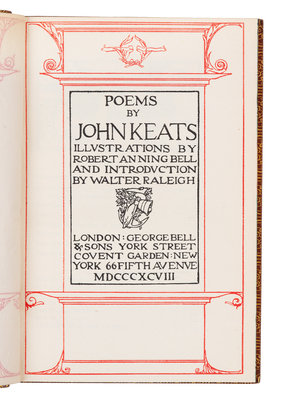 POEMS
BY
JOHN KEATS
ILLVSTRATIONS BY
ROBERT ANNING BELL
AND INTRODVCTION
BY WALTER RALEIGH
LONDON: GEORGE BELL
& SONS YORK STREET
COVENT GARDEN: NEW
YORK 66 FIFTH AVENVE
MDCCCXCVIII